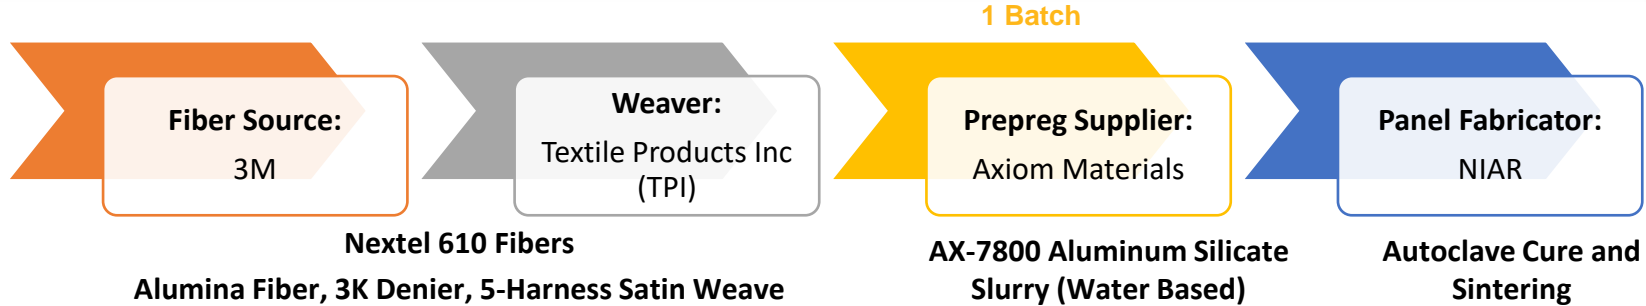 1 Batch
Fiber Source:
3M
Weaver:
Textile Products Inc
(TPI)
Prepreg Supplier:
Axiom Materials
Panel Fabricator:
NIAR
Nextel 610 Fibers
Alumina Fiber, 3K Denier, 5-Harness Satin Weave
AX-7800 Aluminum Silicate
Slurry (Water Based)
Autoclave Cure and
Sintering